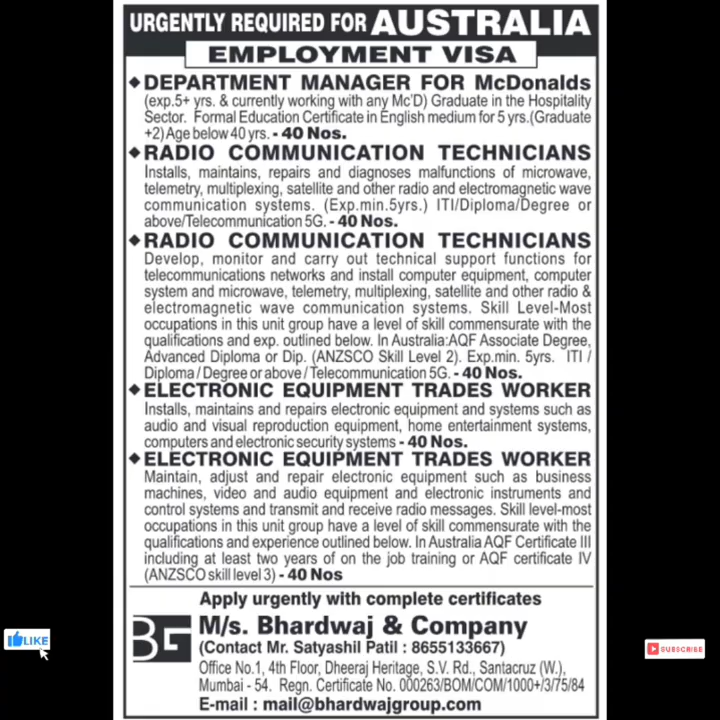 URGENTLY REQUIRED FOR AUSTRALIA
EMPLOYMENT VISA
◆DEPARTMENT MANAGER FOR McDonalds
(exp.5+ yrs. & currently working with any Mc'D) Graduate in the Hospitality
Sector. Formal Education Certificate in English medium for 5 yrs.(Graduate
+2) Age below 40 yrs. - 40 Nos.
◆RADIO COMMUNICATION TECHNICIANS
Installs, maintains, repairs and diagnoses malfunctions of microwave,
telemetry, multiplexing, satellite and other radio and electromagnetic wave
communication systems. (Exp.min.5yrs.) ITI/Diploma/Degree or
above/Telecommunication 5G. - 40 Nos.
◆RADIO COMMUNICATION TECHNICIANS
Develop, monitor and carry out technical support functions for
telecommunications networks and install computer equipment, computer
system and microwave, telemetry, multiplexing, satellite and other radio &
electromagnetic wave communication systems. Skill Level-Most
occupations in this unit group have a level of skill commensurate with the
qualifications and exp. outlined below. In Australia:AQF Associate Degree,
Advanced Diploma or Dip. (ANZSCO Skill Level 2). Exp.min. 5yrs. ITI /
Diploma / Degree or above / Telecommunication 5G. - 40 Nos.
◆ELECTRONIC EQUIPMENT TRADES WORKER
Installs, maintains and repairs electronic equipment and systems such as
audio and visual reproduction equipment, home entertainment systems,
computers and electronic security systems - 40 Nos.
◆ELECTRONIC EQUIPMENT TRADES WORKER
Maintain, adjust and repair electronic equipment such as business
machines, video and audio equipment and electronic instruments and
control systems and transmit and receive radio messages. Skill level-most
occupations in this unit group have a level of skill commensurate with the
qualifications and experience outlined below. In Australia AQF Certificate III
including at least two years of on the job training or AQF certificate IV
(ANZSCO skill level 3) - 40 Nos
Apply urgently with complete certificates
BG M/s. Bhardwaj & Company
(Contact Mr. Satyashil Patil : 8655133667)
Office No.1, 4th Floor, Dheeraj Heritage, S.V. Rd., Santacruz (W.),
Mumbai - 54. Regn. Certificate No. 000263/BOM/COM/1000+/3/75/84
E-mail : mail@bhardwajgroup.com
LIKE
SUBSCRIBE